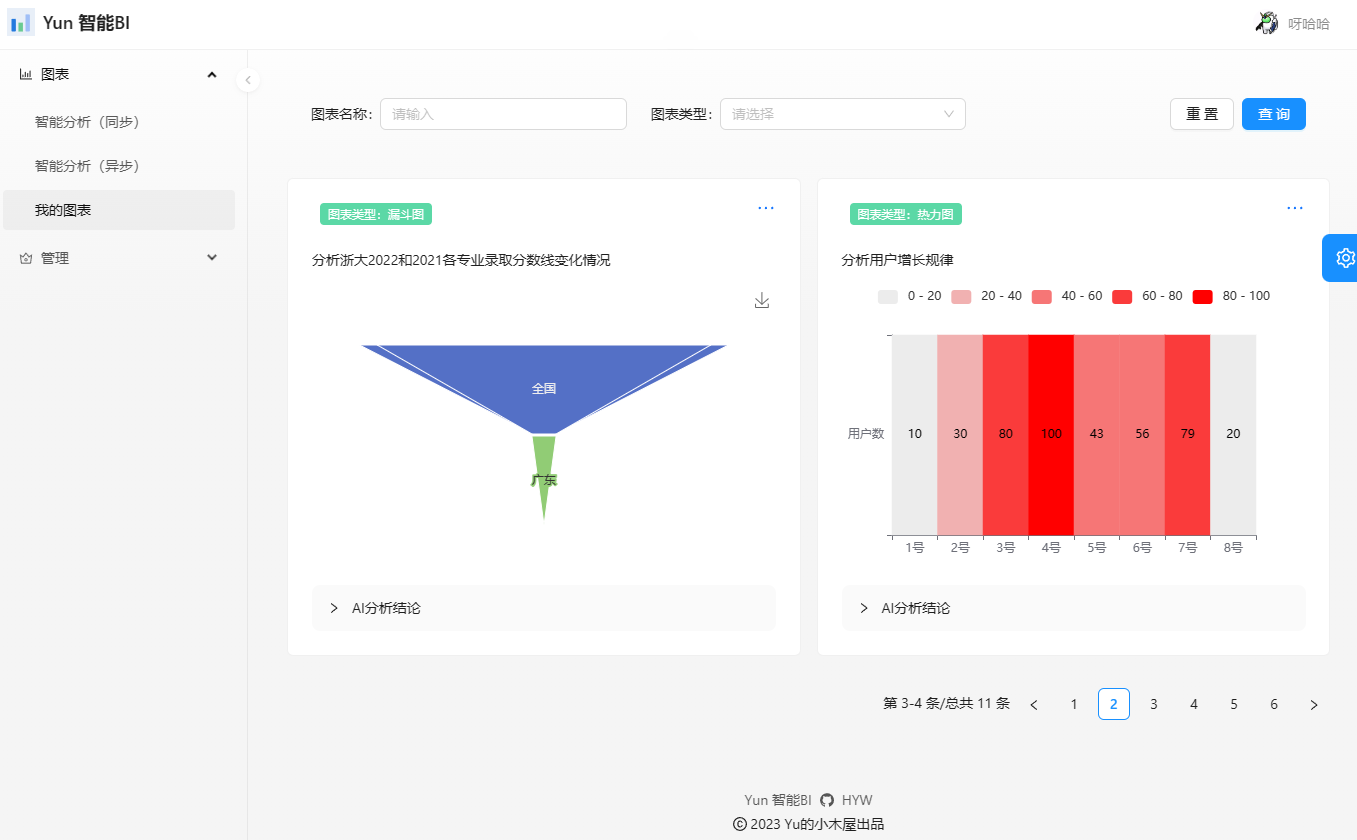 Yun 智能BI
呀哈哈
图表
智能分析（同步）
智能分析（异步）
我的图表
管理
图表名称： 请输入 图表类型： 请选择 重 置 查 询
图表类型：漏斗图
分析浙大2022和2021各专业录取分数线变化情况
全国
广东
AI分析结论
图表类型：热力图
分析用户增长规律
0 - 20 20 - 40 40 - 60 60 - 80 80 - 100
用户数 10 30 80 100 43 56 79 20
1号 2号 3号 4号 5号 6号 7号 8号
AI分析结论
第 3-4 条/总共 11 条 < 1 2 3 4 5 6 >
Yun 智能BI HYW
© 2023 Yu的小木屋出品